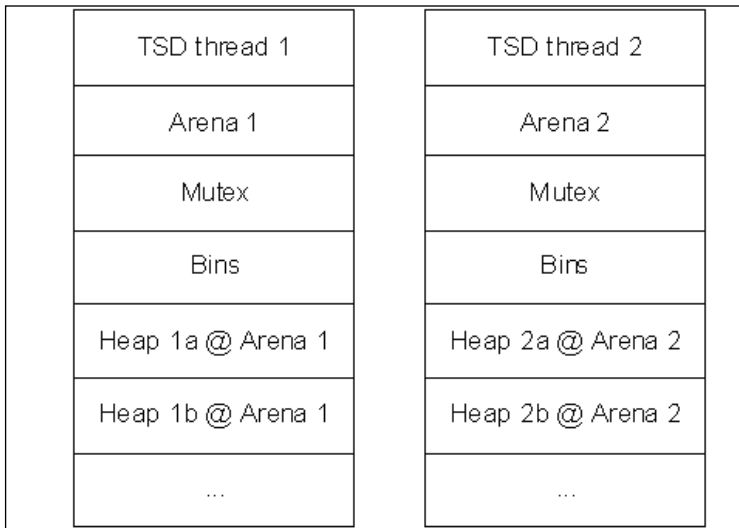 TSD thread 1
Arena 1
Mutex
Bins
Heap 1a @ Arena 1
Heap 1b @ Arena 1
...
TSD thread 2
Arena 2
Mutex
Bins
Heap 2a @ Arena 2
Heap 2b @ Arena 2
...